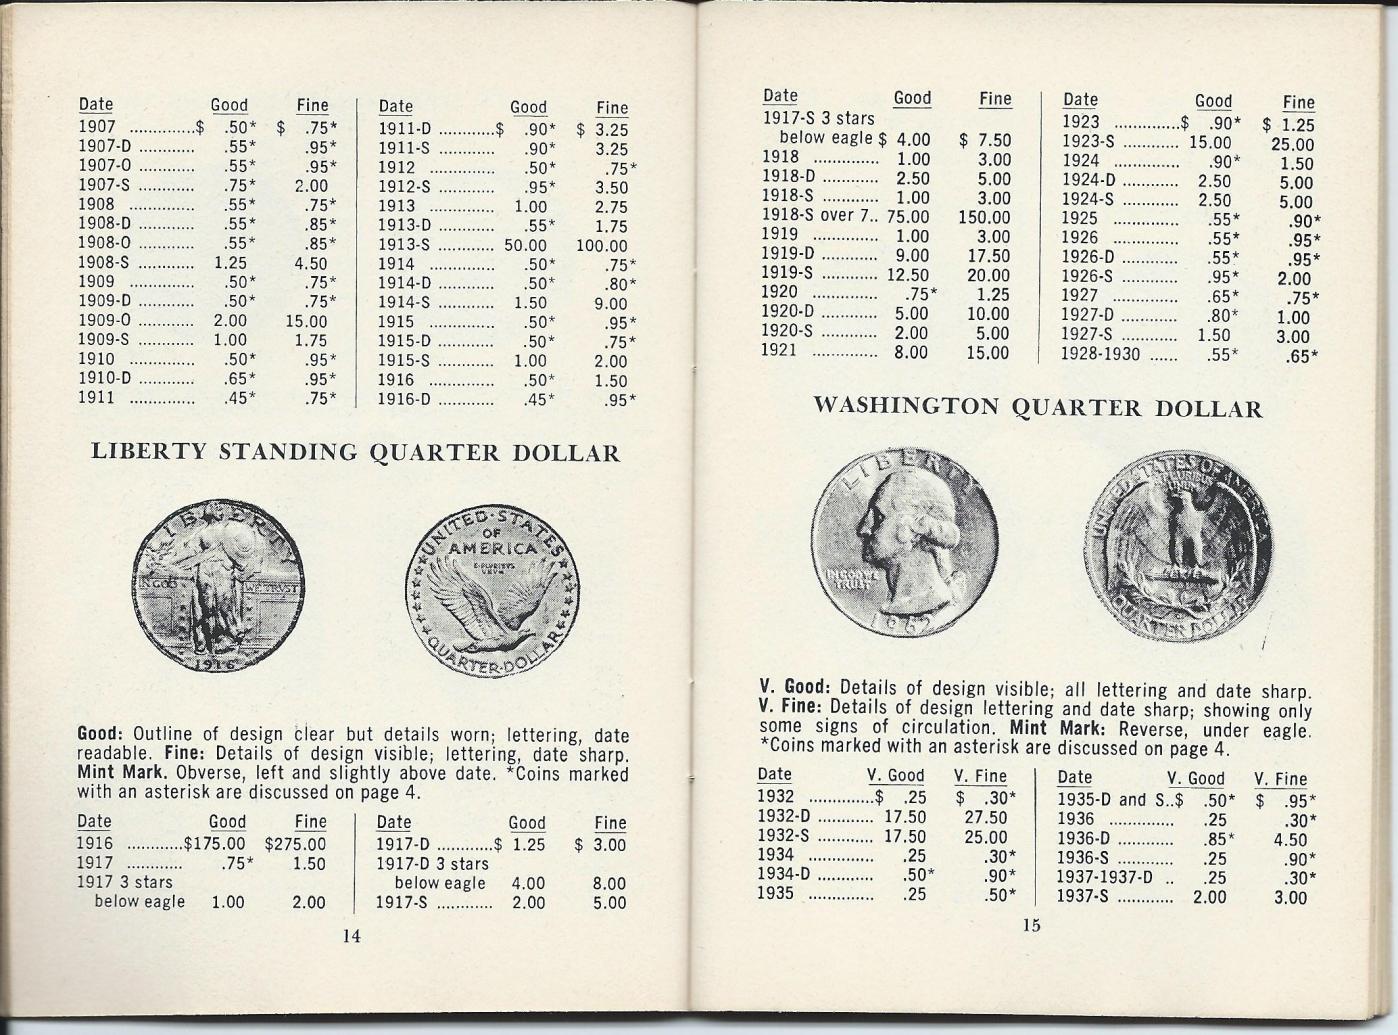 Date Good Fine
1907 .............$ .50* $ .75*
1907-D ........... .55* .95*
1907-O ........... .55* .95*
1907-S ........... .75* 2.00
1908 ............. .55* .75*
1908-D ........... .55* .85*
1908-O ........... .55* .85*
1908-S ........... 1.25 4.50
1909 ............. .50* .75*
1909-D ........... .50* .75*
1909-O ........... 2.00 15.00
1909-S ........... 1.00 1.75
1910 ............. .50* .95*
1910-D ........... .65* .95*
1911 ............. .45* .75*
Date Good Fine
1911-D ...........$ .90* $ 3.25
1911-S ........... .90* 3.25
1912 ............. .50* .75*
1912-S ........... .95* 3.50
1913 ............. 1.00 2.75
1913-D ........... .55* 1.75
1913-S ........... 50.00 100.00
1914 ............. .50* .75*
1914-D ........... .50* .80*
1914-S ........... 1.50 9.00
1915 ............. .50* .95*
1915-D ........... .50* .75*
1915-S ........... 1.00 2.00
1916 ............. .50* 1.50
1916-D ........... .45* .95*
LIBERTY STANDING QUARTER DOLLAR
LIBERTY
IN GOD WE TRUST
1916
UNITED·STATES
OF
AMERICA
E·PLURIBUS
UNUM
QUARTER·DOLLAR
Good: Outline of design clear but details worn; lettering, date
readable. Fine: Details of design visible; lettering, date sharp.
Mint Mark. Obverse, left and slightly above date. *Coins marked
with an asterisk are discussed on page 4.
Date Good Fine
1916 ...........$175.00 $275.00
1917 ............ .75* 1.50
1917 3 stars
below eagle 1.00 2.00
Date Good Fine
1917-D ...........$ 1.25 $ 3.00
1917-D 3 stars
below eagle 4.00 8.00
1917-S ............ 2.00 5.00
14
Date Good Fine
1917-S 3 stars
below eagle $ 4.00 $ 7.50
1918 ............. 1.00 3.00
1918-D ........... 2.50 5.00
1918-S ........... 1.00 3.00
1918-S over 7.. 75.00 150.00
1919 ............. 1.00 3.00
1919-D ........... 9.00 17.50
1919-S ........... 12.50 20.00
1920 ............. .75* 1.25
1920-D ........... 5.00 10.00
1920-S ........... 2.00 5.00
1921 ............. 8.00 15.00
Date Good Fine
1923 .............$ .90* $ 1.25
1923-S ........... 15.00 25.00
1924 ............. .90* 1.50
1924-D ........... 2.50 5.00
1924-S ........... 2.50 5.00
1925 ............. .55* .90*
1926 ............. .55* .95*
1926-D ........... .55* .95*
1926-S ........... .95* 2.00
1927 ............. .65* .75*
1927-D ........... .80* 1.00
1927-S ........... 1.50 3.00
1928-1930 ...... .55* .65*
WASHINGTON QUARTER DOLLAR
LIBERTY
IN GOD WE
TRUST
UNITED STATES OF AMERICA
QUARTER DOLLAR
V. Good: Details of design visible; all lettering and date sharp.
V. Fine: Details of design lettering and date sharp; showing only
some signs of circulation. Mint Mark: Reverse, under eagle.
*Coins marked with an asterisk are discussed on page 4.
Date V. Good V. Fine
1932 .............$ .25 $ .30*
1932-D ........... 17.50 27.50
1932-S ........... 17.50 25.00
1934 ............. .25 .30*
1934-D ........... .50* .90*
1935 ............. .25 .50*
Date V. Good V. Fine
1935-D and S..$ .50* $ .95*
1936 ............. .25 .30*
1936-D ........... .85* 4.50
1936-S ........... .25 .90*
1937-1937-D .. .25 .30*
1937-S ........... 2.00 3.00
15